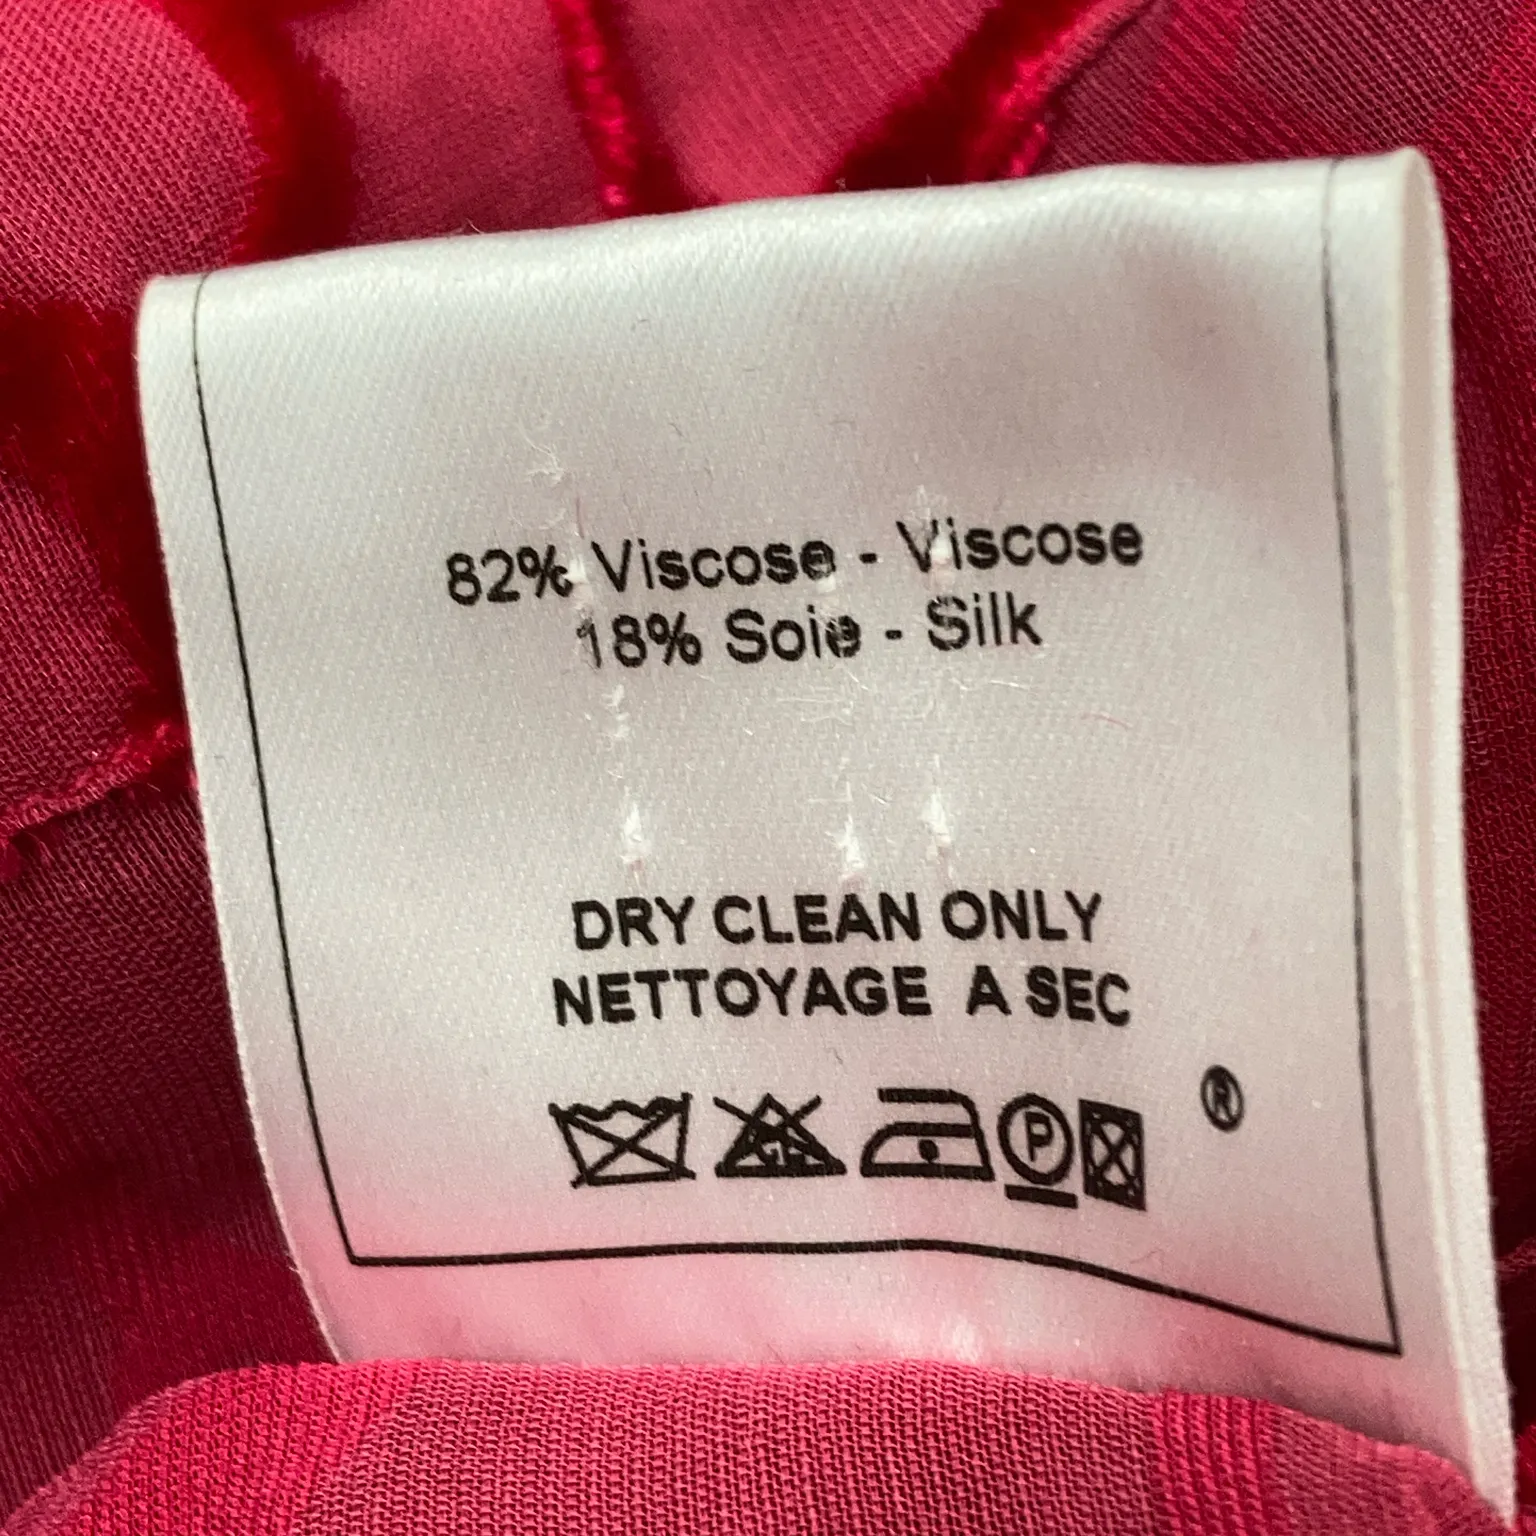 82% Viscose - Viscose
18% Soie - Silk
DRY CLEAN ONLY
NETTOYAGE A SEC
®
P